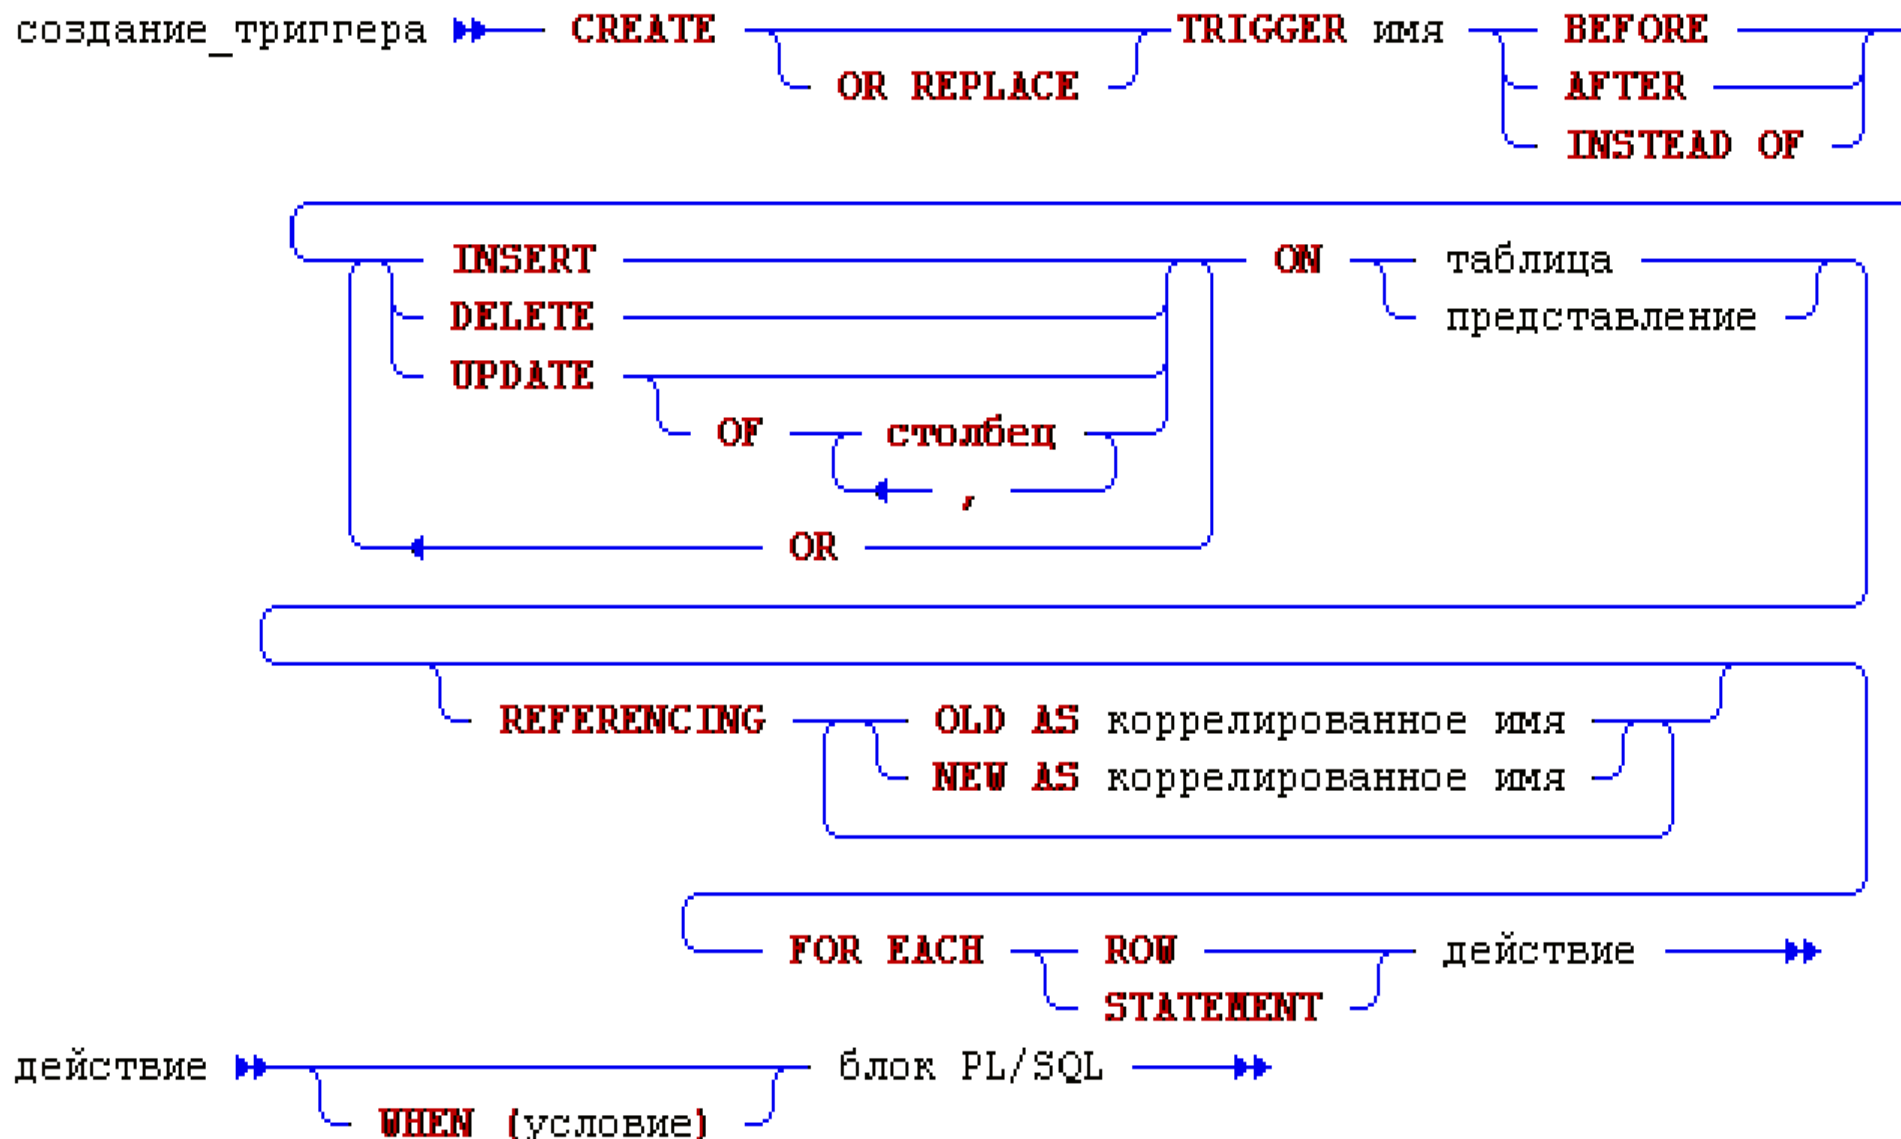 создание_триггера CREATE TRIGGER имя BEFORE
OR REPLACE AFTER
INSTEAD OF
INSERT ON таблица
DELETE представление
UPDATE
OF столбец
,
OR
REFERENCING OLD AS коррелированное имя
NEW AS коррелированное имя
FOR EACH ROW действие
STATEMENT
действие блок PL/SQL
WHEN (условие)